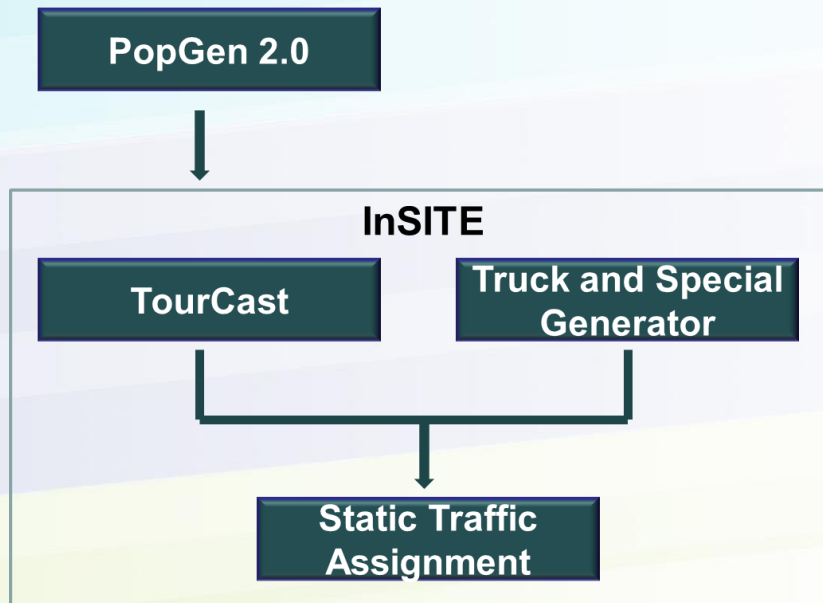 PopGen 2.0
InSITE
TourCast
Truck and Special
Generator
Static Traffic
Assignment